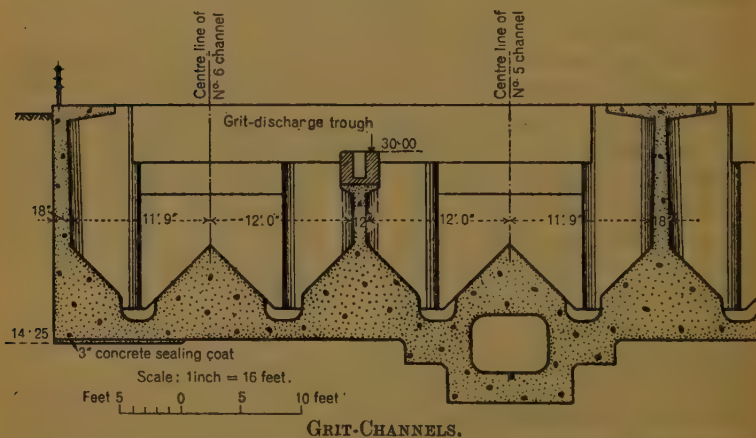 Centre line of
Nº 6 channel
Centre line of
Nº 5 channel
Grit-discharge trough
30·00
18"
11'.9"
12'.0"
12"
12'.0"
11'.9"
18"
14·25
3" concrete sealing coat
Scale: 1 inch = 16 feet.
Feet 5 0 5 10 feet
GRIT-CHANNELS.